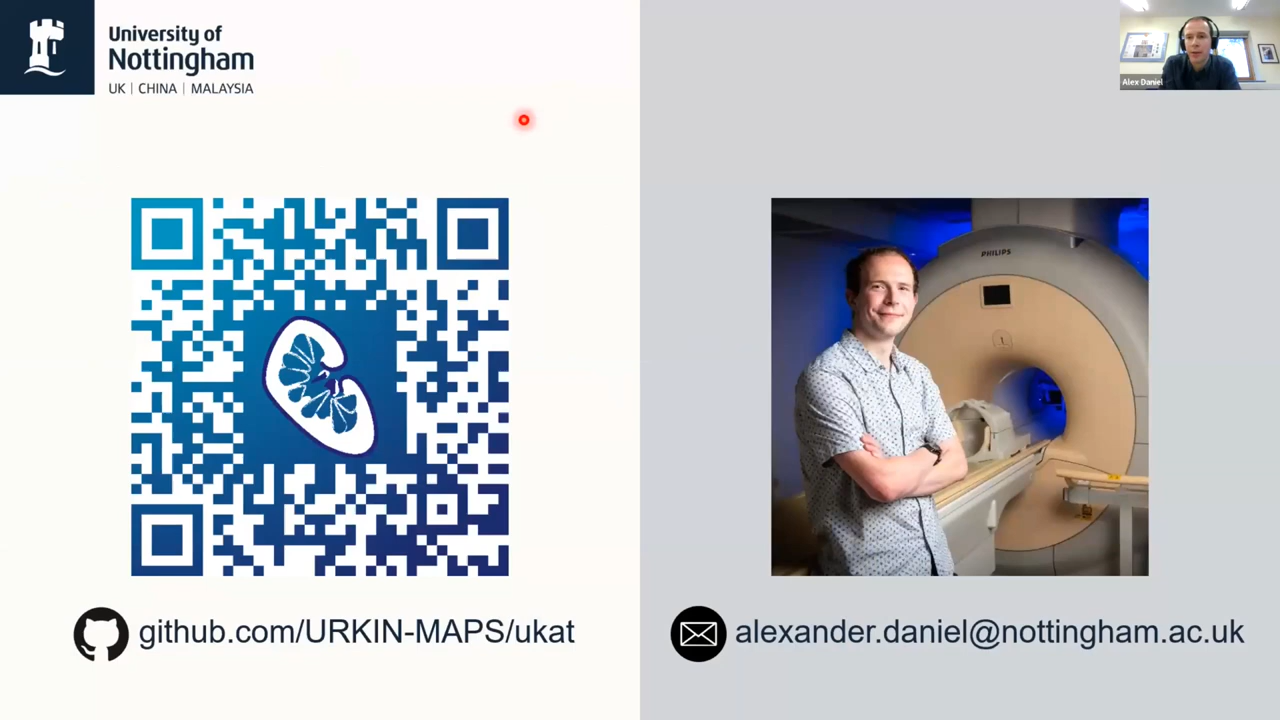 University of
Nottingham
UK | CHINA | MALAYSIA
Alex Daniel
PHILIPS
github.com/URKIN-MAPS/ukat
alexander.daniel@nottingham.ac.uk